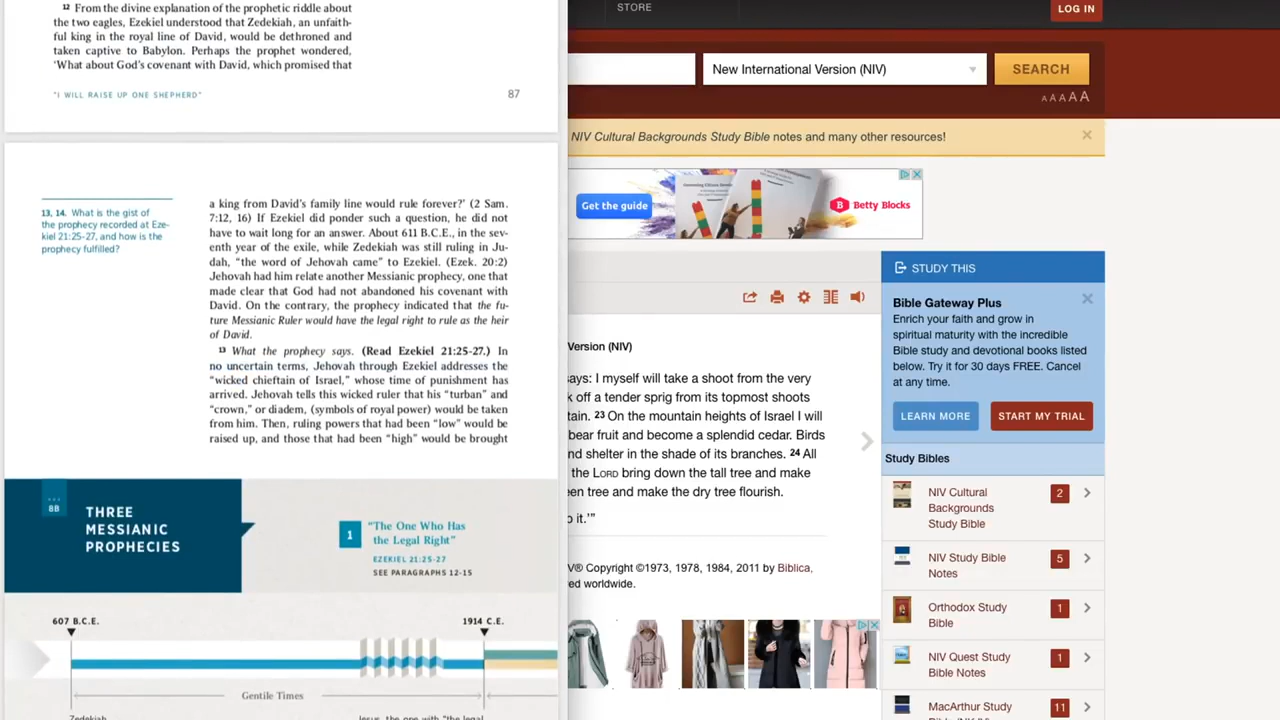 12 From the divine explanation of the prophetic riddle about
the two eagles, Ezekiel understood that Zedekiah, an unfaith-
ful king in the royal line of David, would be dethroned and
taken captive to Babylon. Perhaps the prophet wondered,
‘What about God’s covenant with David, which promised that
"I WILL RAISE UP ONE SHEPHERD"
87
13, 14. What is the gist of
the prophecy recorded at Eze-
kiel 21:25-27, and how is the
prophecy fulfilled?
a king from David’s family line would rule forever?’ (2 Sam.
7:12, 16) If Ezekiel did ponder such a question, he did not
have to wait long for an answer. About 611 B.C.E., in the sev-
enth year of the exile, while Zedekiah was still ruling in Ju-
dah, “the word of Jehovah came” to Ezekiel. (Ezek. 20:2)
Jehovah had him relate another Messianic prophecy, one that
made clear that God had not abandoned his covenant with
David. On the contrary, the prophecy indicated that the fu-
ture Messianic Ruler would have the legal right to rule as the heir
of David.
13 What the prophecy says. (Read Ezekiel 21:25-27.) In
no uncertain terms, Jehovah through Ezekiel addresses the
“wicked chieftain of Israel,” whose time of punishment has
arrived. Jehovah tells this wicked ruler that his “turban” and
“crown,” or diadem, (symbols of royal power) would be taken
from him. Then, ruling powers that had been “low” would be
raised up, and those that had been “high” would be brought
8B
THREE
MESSIANIC
PROPHECIES
1
“The One Who Has
the Legal Right”
EZEKIEL 21:25-27
SEE PARAGRAPHS 12-15
607 B.C.E.
1914 C.E.
Gentile Times
Zedekiah
Jesus, the one with “the legal
STORE
LOG IN
New International Version (NIV)
SEARCH
A A A A A
NIV Cultural Backgrounds Study Bible notes and many other resources!
Get the guide
Betty Blocks
Version (NIV)
says: I myself will take a shoot from the very
k off a tender sprig from its topmost shoots
tain. 23 On the mountain heights of Israel I will
bear fruit and become a splendid cedar. Birds
nd shelter in the shade of its branches. 24 All
the LORD bring down the tall tree and make
een tree and make the dry tree flourish.
o it.’”
V® Copyright ©1973, 1978, 1984, 2011 by Biblica,
ed worldwide.
STUDY THIS
Bible Gateway Plus
Enrich your faith and grow in
spiritual maturity with the incredible
Bible study and devotional books listed
below. Try it for 30 days FREE. Cancel
at any time.
LEARN MORE
START MY TRIAL
Study Bibles
NIV Cultural
Backgrounds
Study Bible
2
NIV Study Bible
Notes
5
Orthodox Study
Bible
1
NIV Quest Study
Bible Notes
1
MacArthur Study
11